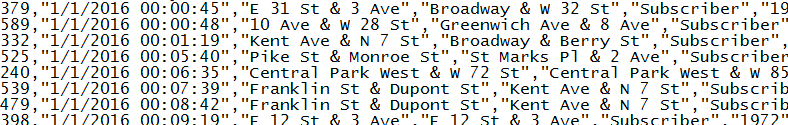 379,"1/1/2016 00:00:45","E 31 St & 3 Ave","Broadway & W 32 St","Subscriber","19
589,"1/1/2016 00:00:48","10 Ave & W 28 St","Greenwich Ave & 8 Ave","Subscriber"
332,"1/1/2016 00:01:19","Kent Ave & N 7 St","Broadway & Berry St","Subscriber",
525,"1/1/2016 00:05:40","Pike St & Monroe St","St Marks Pl & 2 Ave","Subscriber
240,"1/1/2016 00:06:35","Central Park West & W 72 St","Central Park West & W 85
539,"1/1/2016 00:07:39","Franklin St & Dupont St","Kent Ave & N 7 St","Subscrib
479,"1/1/2016 00:08:42","Franklin St & Dupont St","Kent Ave & N 7 St","Subscrib
398,"1/1/2016 00:09:19","E 12 St & 3 Ave","E 12 St & 3 Ave","Subscriber","1972"